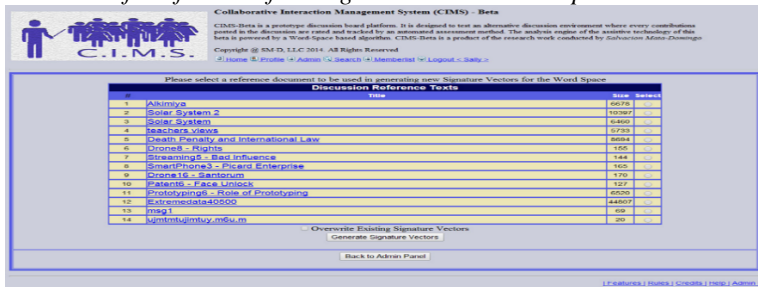 Collaborative Interaction Management System (CIMS) - Beta
CIMS-Beta is a prototype discussion board platform. It is designed to test an alternative discussion environment where every contributions
posted in the discussion are rated and tracked by an automated assessment method. The analysis engine of the assistive technology of this
beta is powered by a Word-Space based algorithm. CIMS-Beta is a product of the research work conducted by Salvacion Mata-Domingo
C.I.M.S.
Copyright @ SM-D, LLC 2014. All Rights Reserved
Home Profile Admin Search Memberlist Logout < Sally >
Please select a reference document to be used in generating new Signature Vectors for the Word Space
Discussion Reference Texts
# Title Size Select
1 Alkimiya 6678
2 Solar System 2 10397
3 Solar System 6460
4 teachers views 5733
5 Death Penalty and International Law 8694
6 Drone8 - Rights 155
7 Streaming5 - Bad Influence 144
8 SmartPhone3 - Picard Enterprise 165
9 Drone16 - Santorum 170
10 Patent6 - Face Unlock 127
11 Prototyping6 - Role of Prototyping 6520
12 Extremedata40500 44807
13 msg1 69
14 ujmtmtujimtuy.m6u.m 20
Overwrite Existing Signature Vectors
Generate Signature Vectors
Back to Admin Panel
| Features | Rules | Credits | Help | Admin